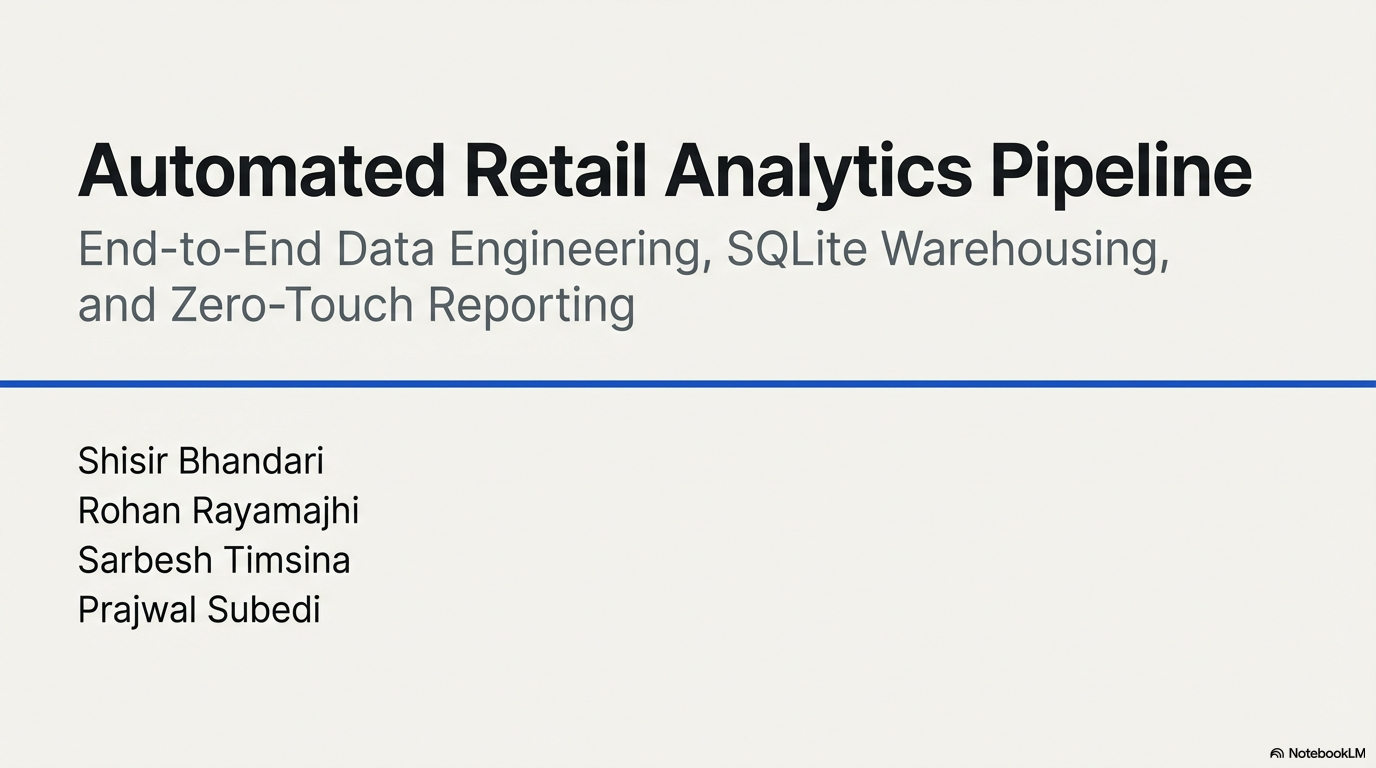 Automated Retail Analytics Pipeline
End-to-End Data Engineering, SQLite Warehousing,
and Zero-Touch Reporting
Shisir Bhandari
Rohan Rayamajhi
Sarbesh Timsina
Prajwal Subedi
NotebookLM